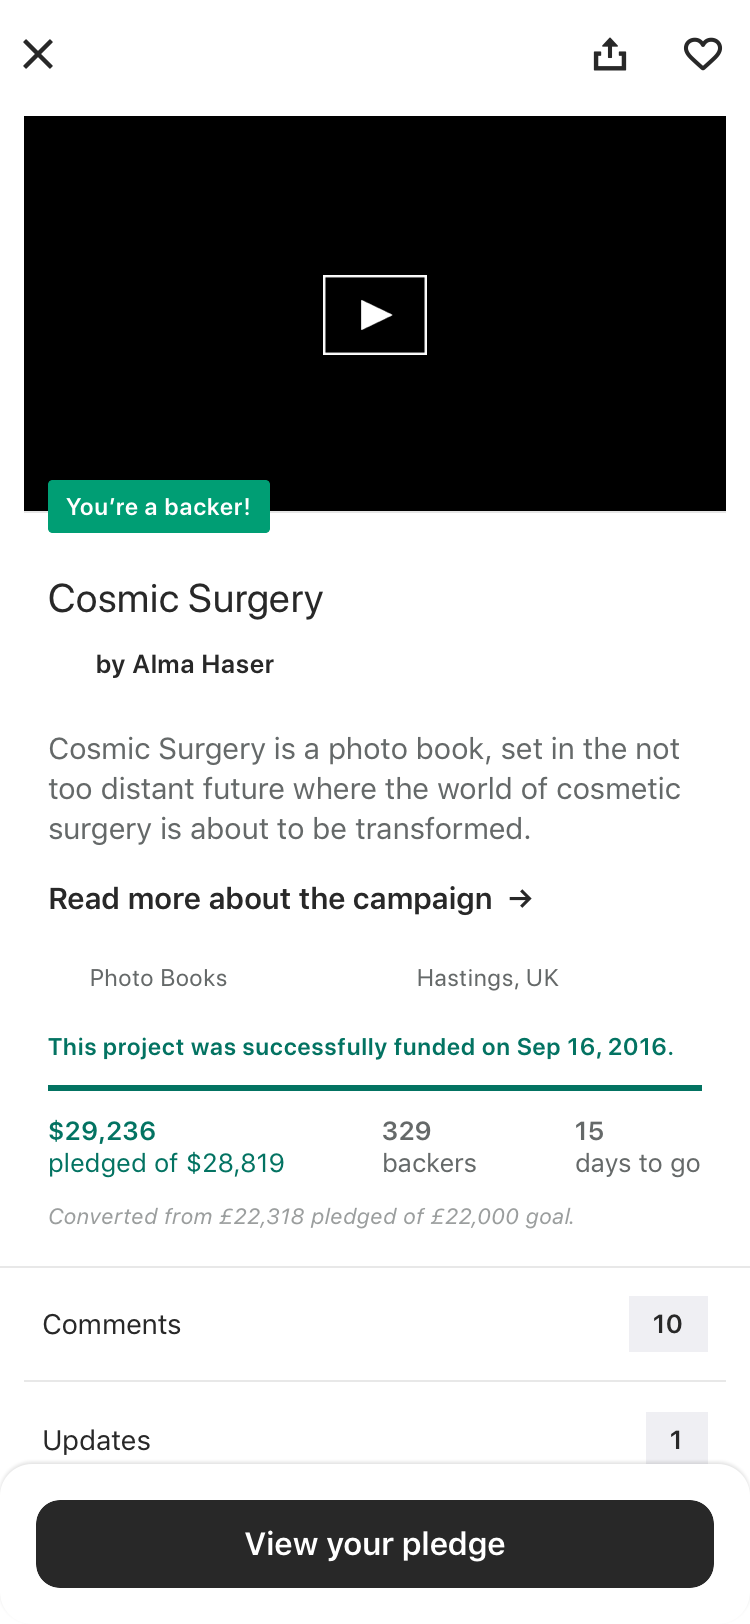 You’re a backer!
Cosmic Surgery
by Alma Haser
Cosmic Surgery is a photo book, set in the not
too distant future where the world of cosmetic
surgery is about to be transformed.
Read more about the campaign →
Photo Books
Hastings, UK
This project was successfully funded on Sep 16, 2016.
$29,236
pledged of $28,819
329
backers
15
days to go
Converted from £22,318 pledged of £22,000 goal.
Comments
10
Updates
1
View your pledge